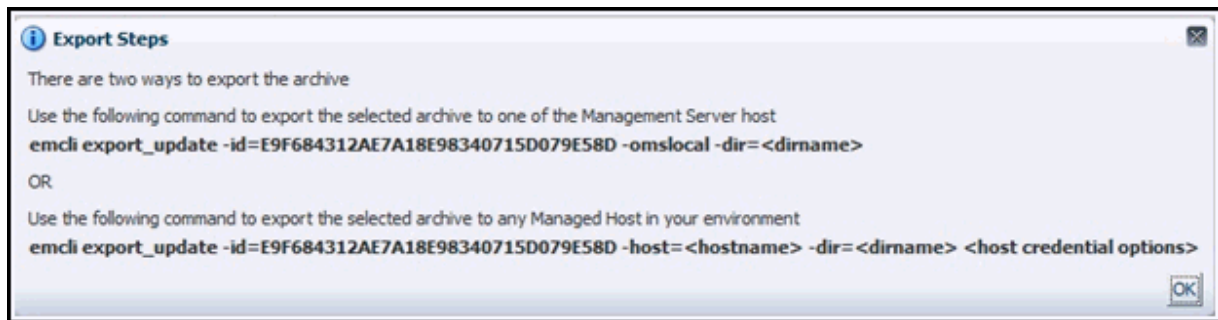 Export Steps
There are two ways to export the archive
Use the following command to export the selected archive to one of the Management Server host
emcli export_update -id=E9F684312AE7A18E98340715D079E58D -omslocal -dir=<dirname>
OR
Use the following command to export the selected archive to any Managed Host in your environment
emcli export_update -id=E9F684312AE7A18E98340715D079E58D -host=<hostname> -dir=<dirname> <host credential options>
OK